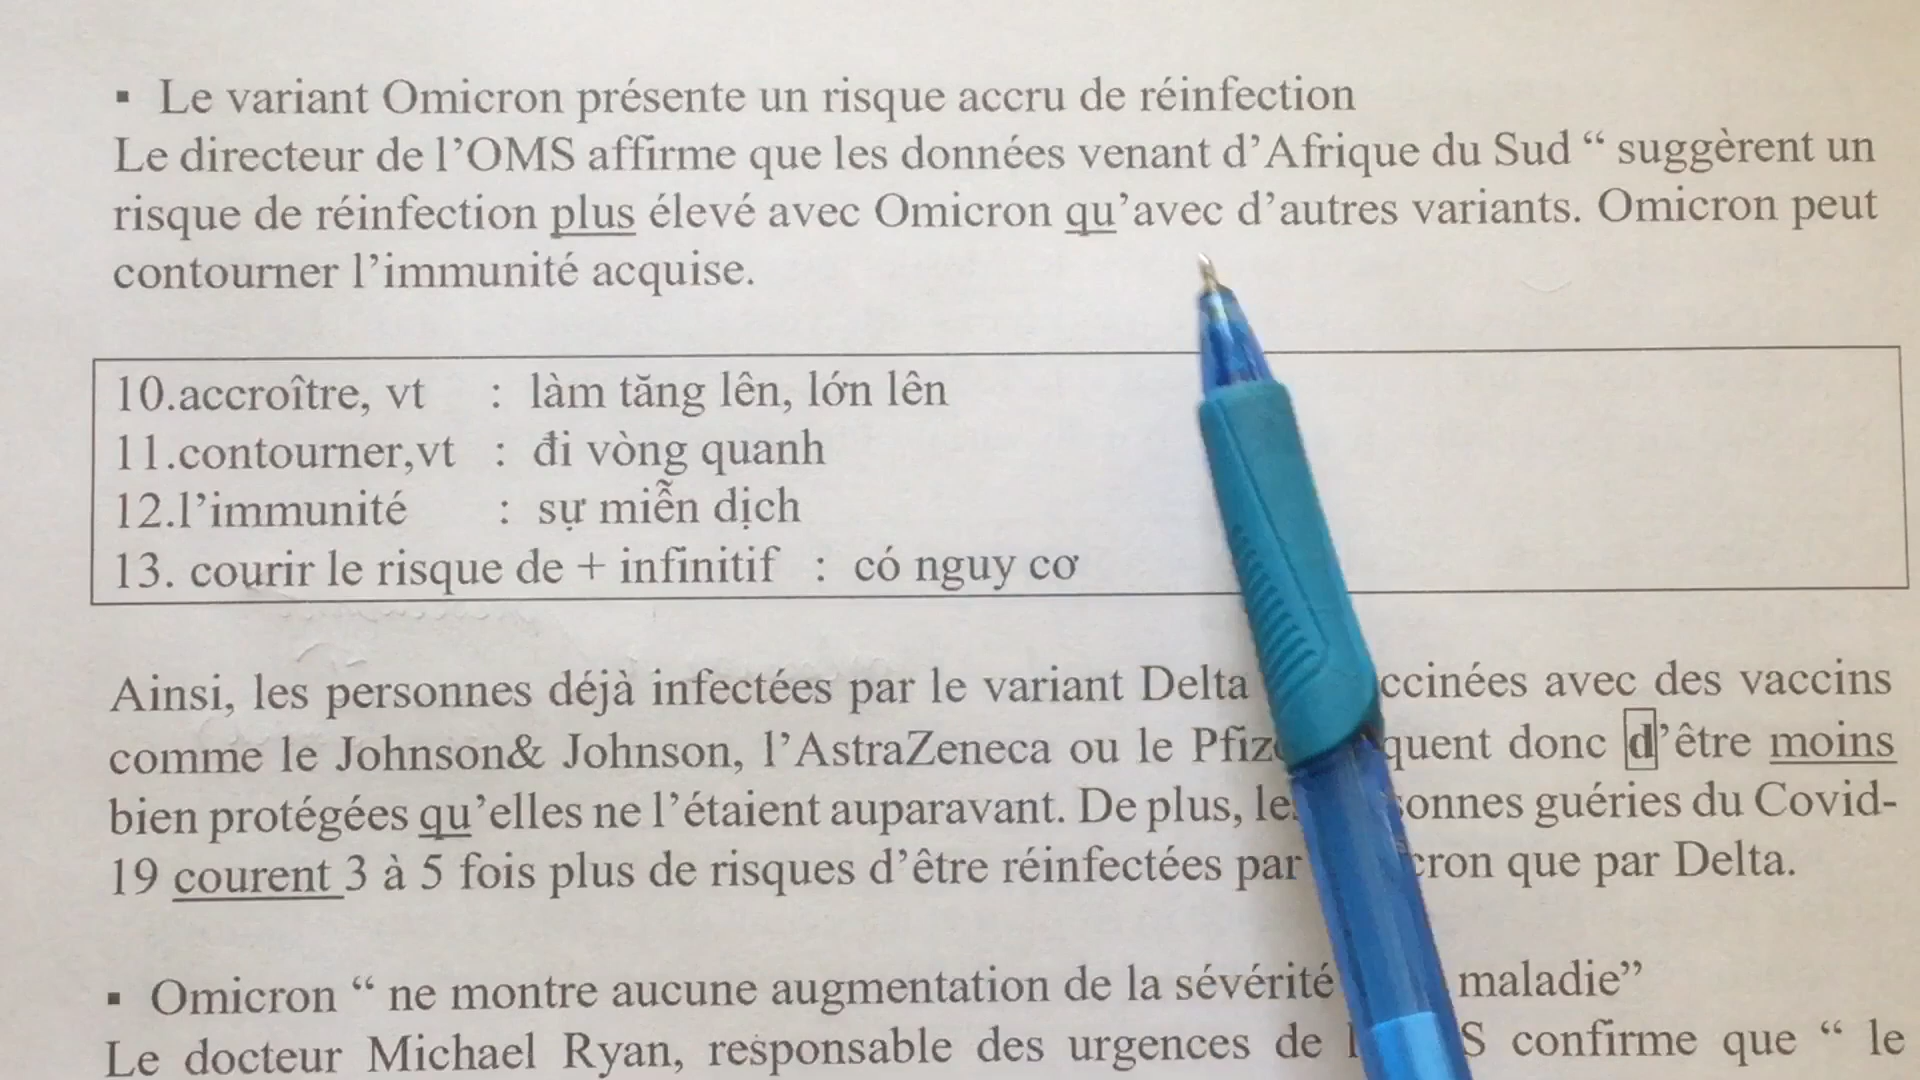 ▪ Le variant Omicron présente un risque accru de réinfection
Le directeur de l’OMS affirme que les données venant d’Afrique du Sud “ suggèrent un
risque de réinfection plus élevé avec Omicron qu’avec d’autres variants. Omicron peut
contourner l’immunité acquise.
10.accroître, vt : làm tăng lên, lớn lên
11.contourner,vt : đi vòng quanh
12.l’immunité : sự miễn dịch
13. courir le risque de + infinitif : có nguy cơ
Ainsi, les personnes déjà infectées par le variant Delta avec des vaccins
comme le Johnson& Johnson, l’AstraZeneca ou le donc d’être moins
bien protégées qu’elles ne l’étaient auparavant. De plus, guéries du Covid-
19 courent 3 à 5 fois plus de risques d’être réinfectées par que par Delta.
▪ Omicron “ ne montre aucune augmentation de la sévérité maladie”
Le docteur Michael Ryan, responsable des urgences de confirme que “ le